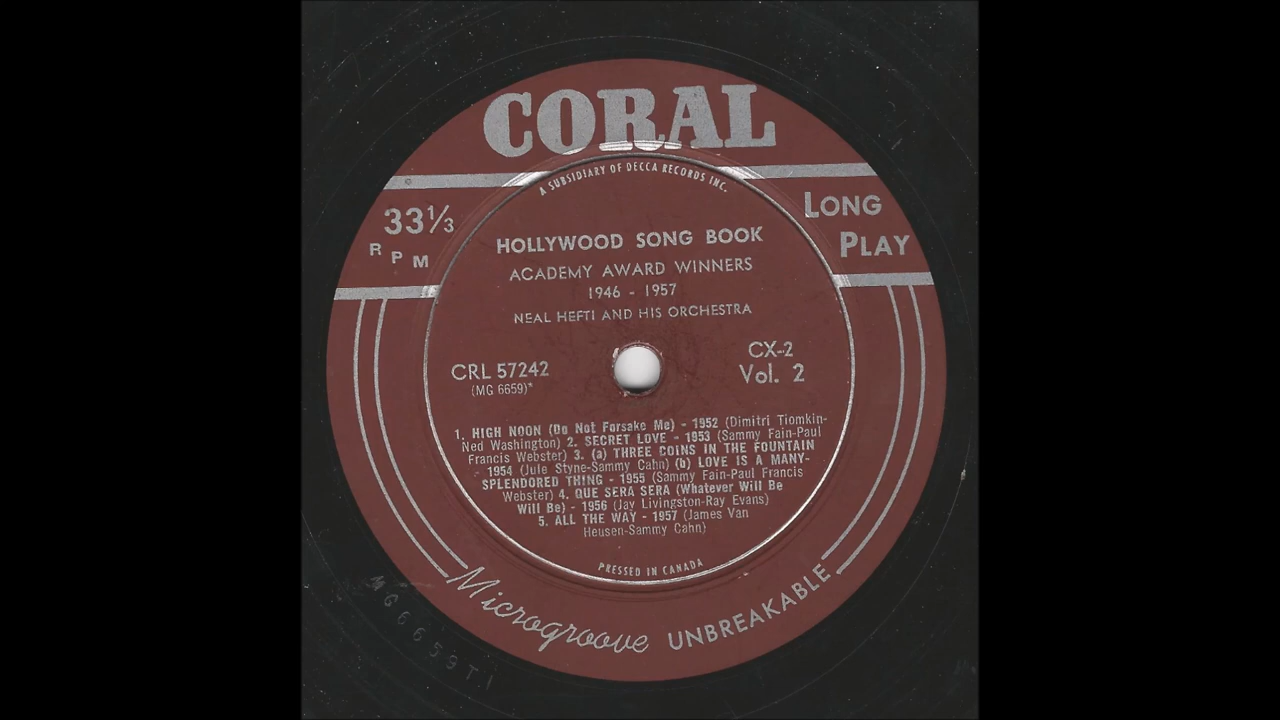 CORAL
A SUBSIDIARY OF DECCA RECORDS INC.
33⅓
RPM
LONG
PLAY
HOLLYWOOD SONG BOOK
ACADEMY AWARD WINNERS
1946 - 1957
NEAL HEFTI AND HIS ORCHESTRA
CRL 57242
(MG 6659)*
CX-2
Vol. 2
1. HIGH NOON (Do Not Forsake Me) - 1952 (Dimitri Tiomkin-
Ned Washington) 2. SECRET LOVE - 1953 (Sammy Fain-Paul
Francis Webster) 3. (a) THREE COINS IN THE FOUNTAIN
- 1954 (Jule Styne-Sammy Cahn) (b) LOVE IS A MANY-
SPLENDORED THING - 1955 (Sammy Fain-Paul Francis
Webster) 4. QUE SERA SERA (Whatever Will Be
Will Be) - 1956 (Jay Livingston-Ray Evans)
5. ALL THE WAY - 1957 (James Van
Heusen-Sammy Cahn)
PRESSED IN CANADA
Microgroove UNBREAKABLE
MG6659T1